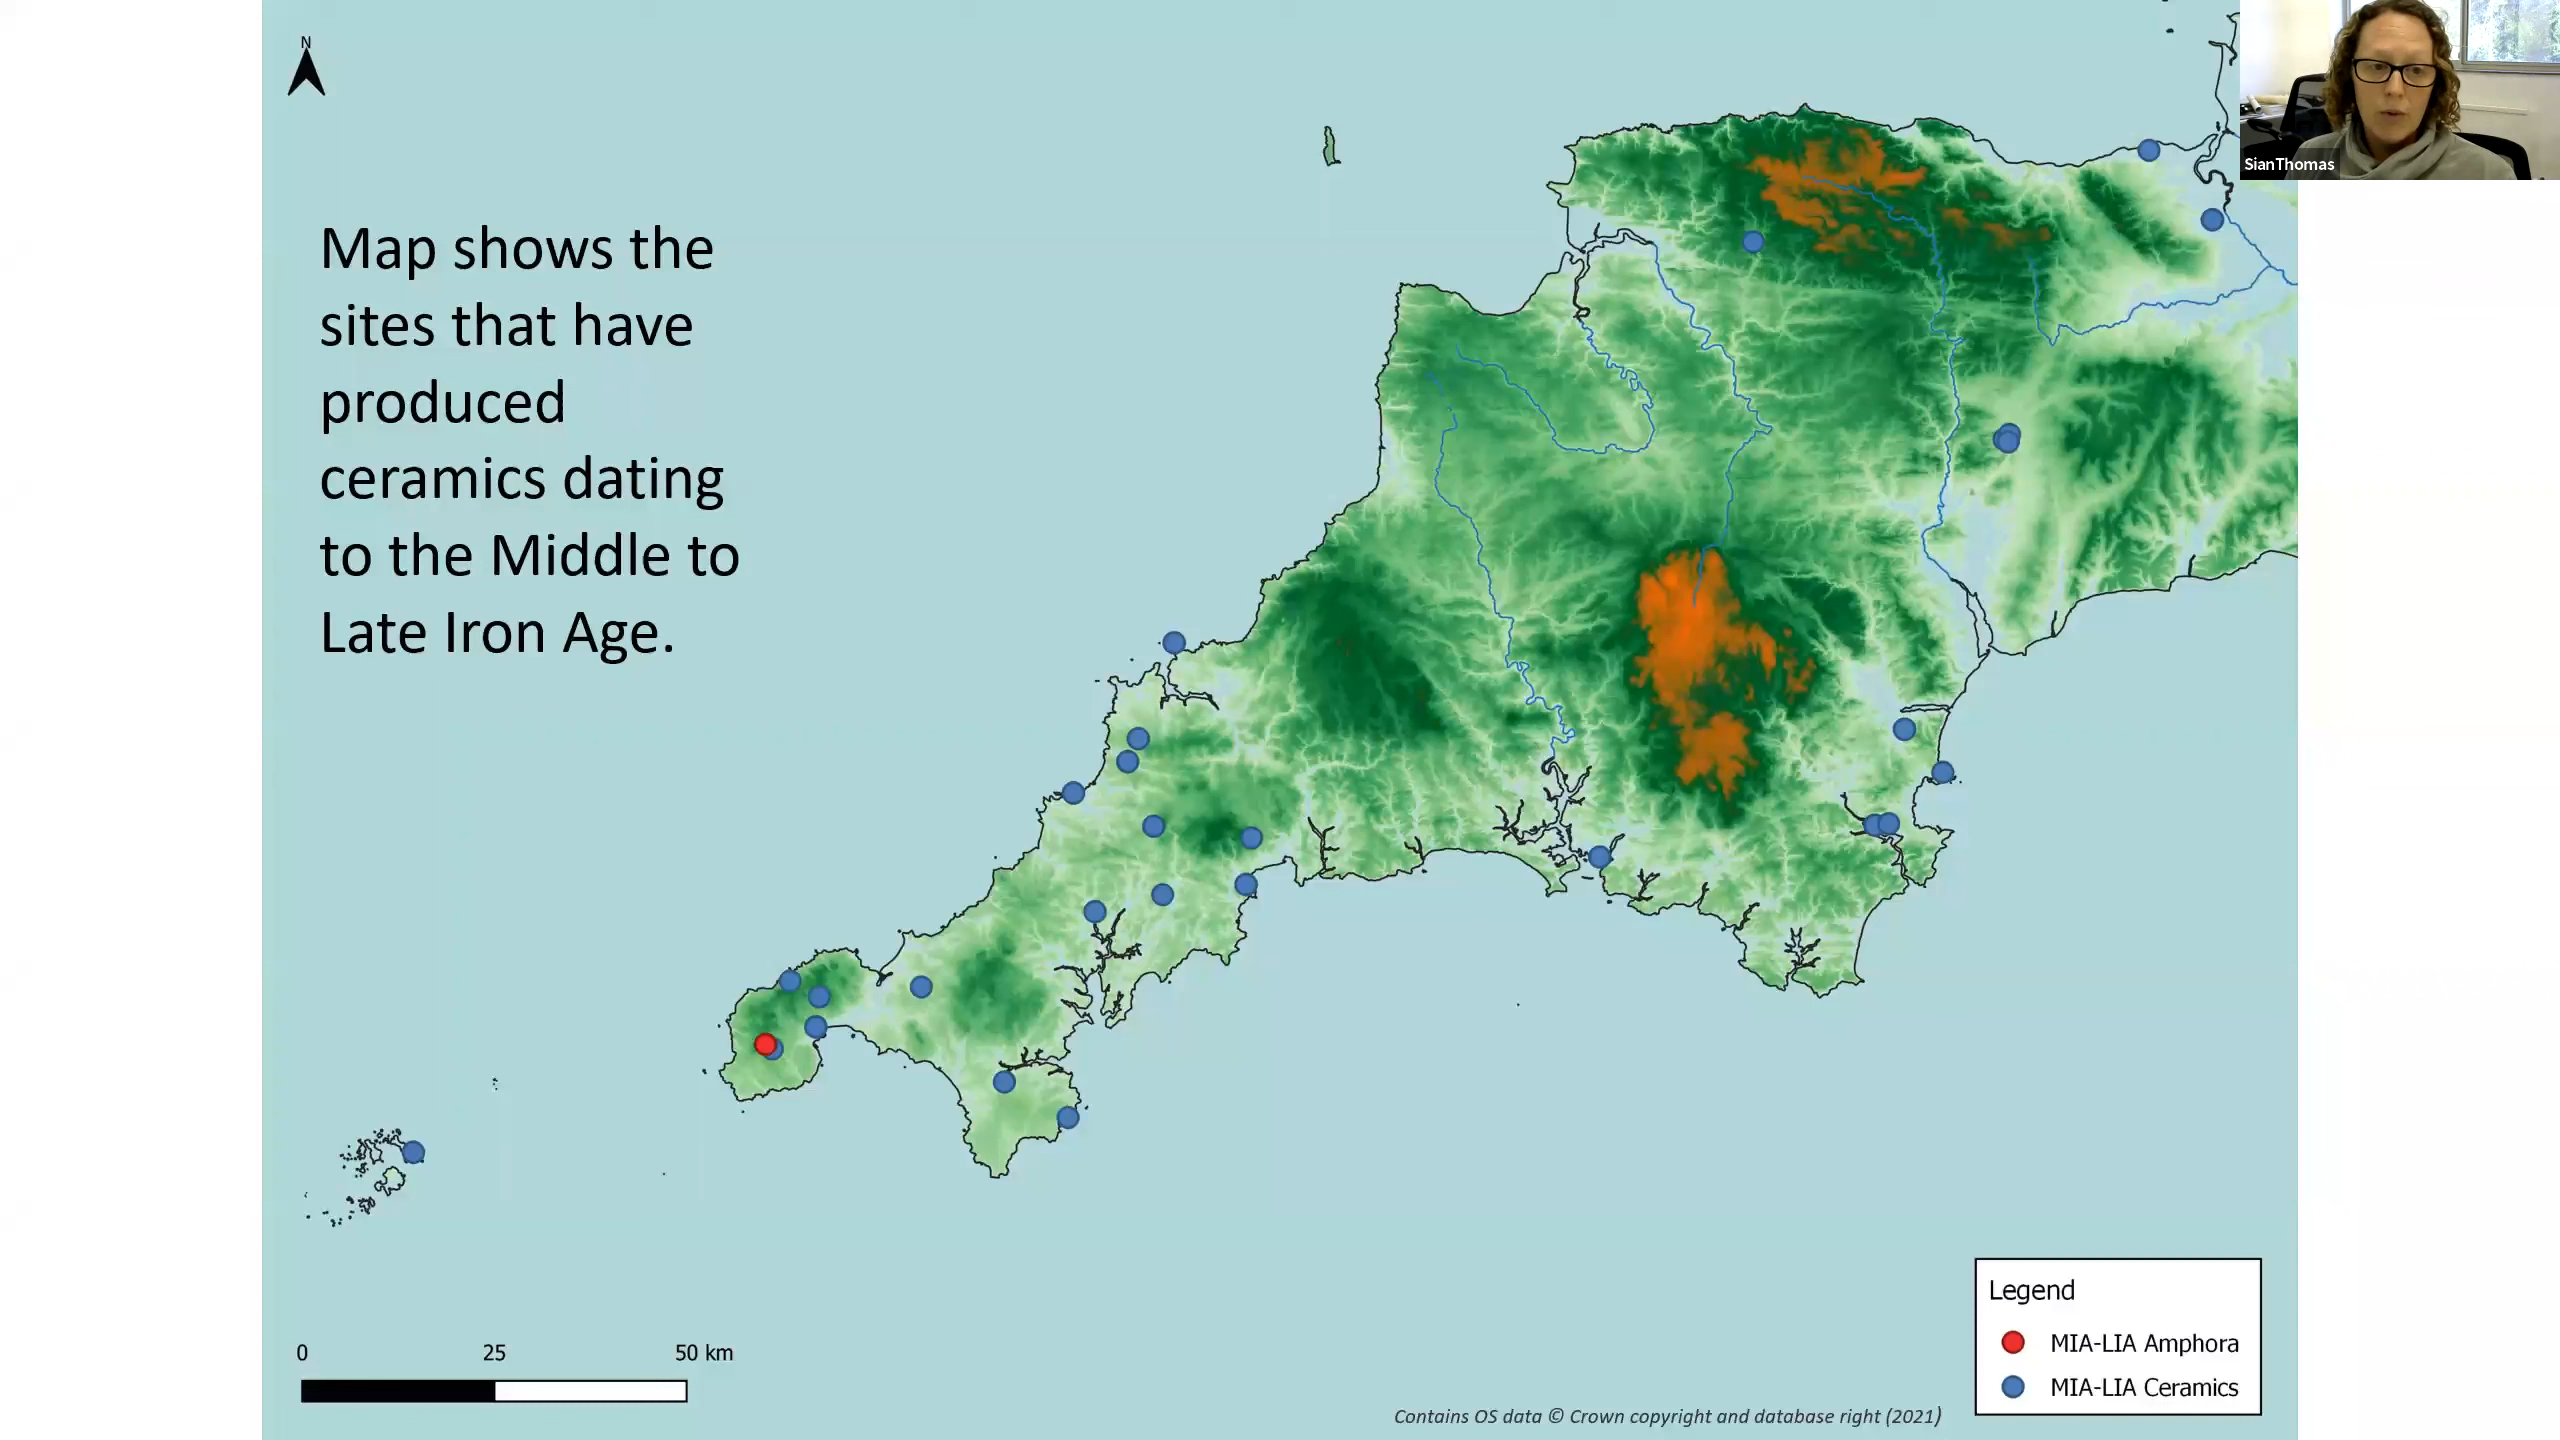 N
Map shows the
sites that have
produced
ceramics dating
to the Middle to
Late Iron Age.
SianThomas
0 25 50 km
Legend
MIA-LIA Amphora
MIA-LIA Ceramics
Contains OS data © Crown copyright and database right (2021)